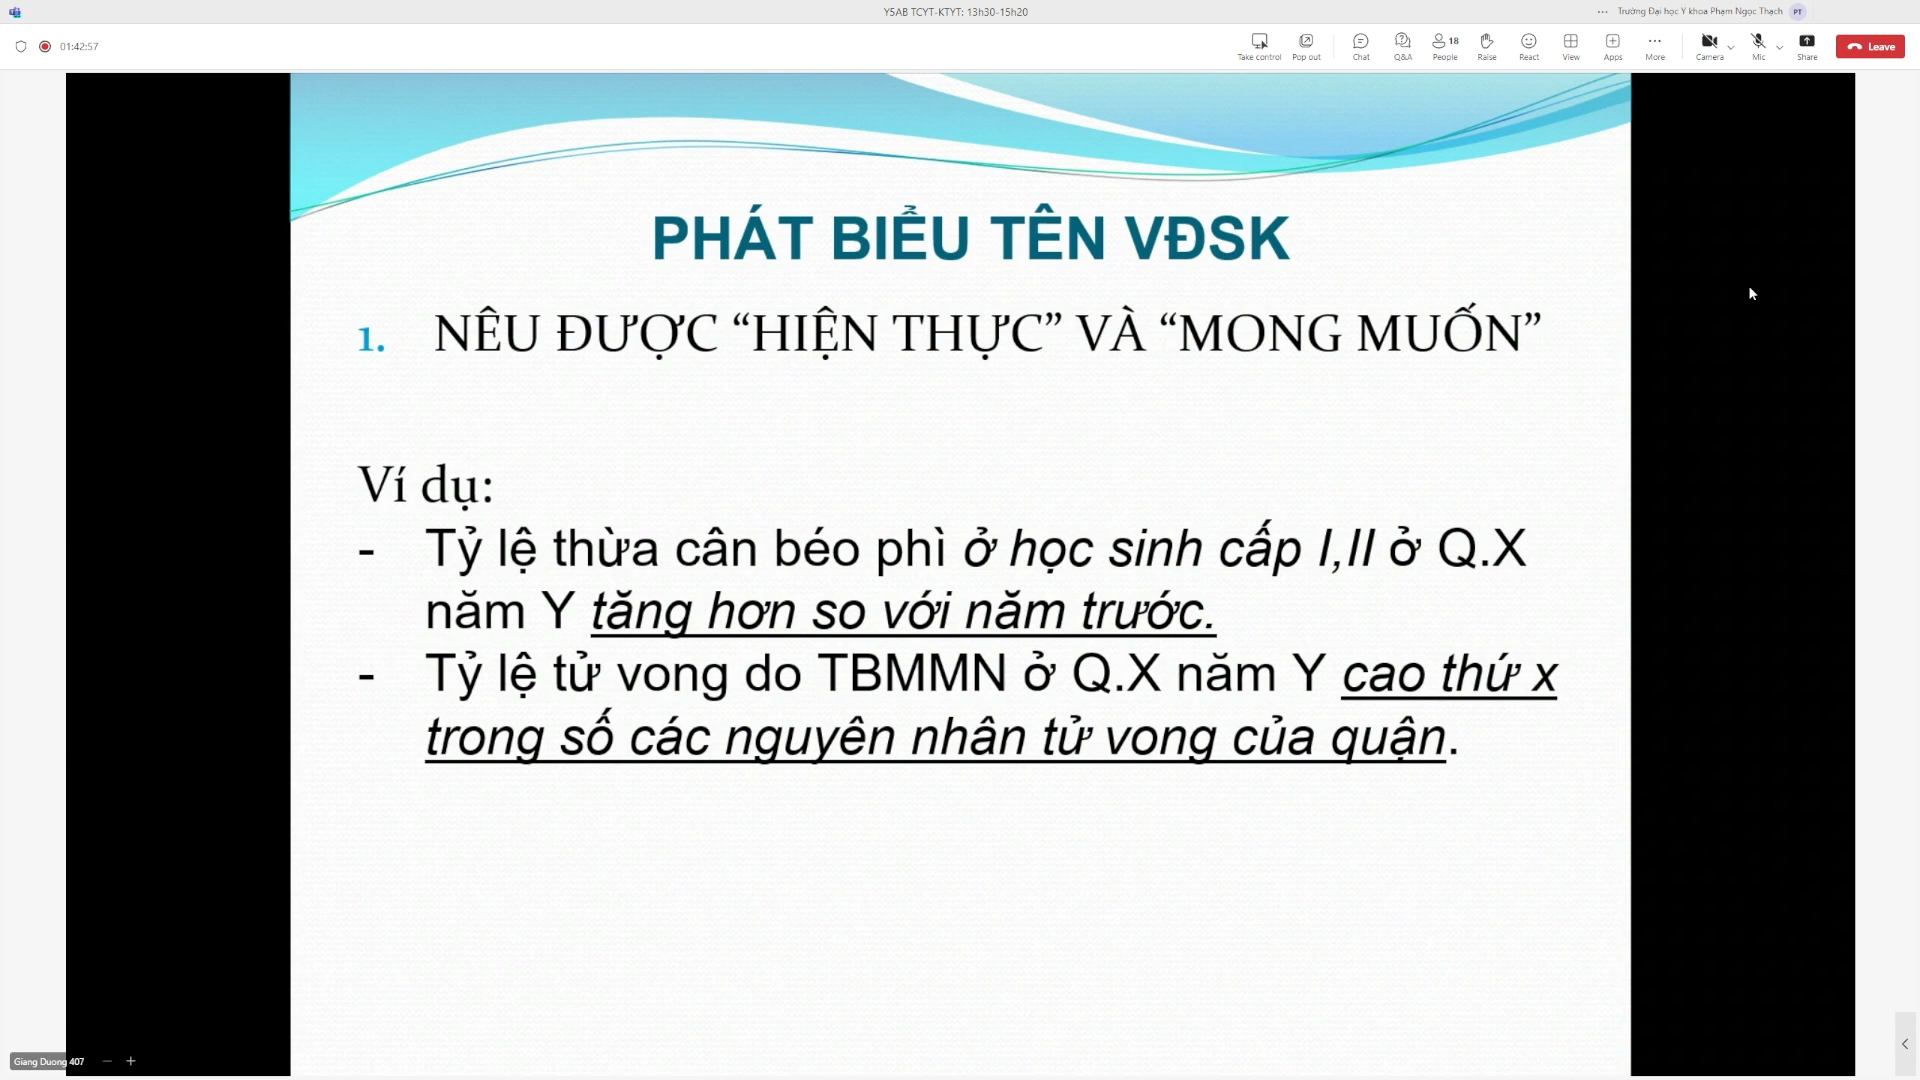 Y5AB TCYT-KTYT: 13h30-15h20
Trường Đại học Y khoa Phạm Ngọc Thạch PT
01:42:57
Take control
Pop out
Chat
Q&A
18
People
Raise
React
View
Apps
More
Camera
Mic
Share
Leave
PHÁT BIỂU TÊN VĐSK
1. NÊU ĐƯỢC “HIỆN THỰC” VÀ “MONG MUỐN”
Ví dụ:
- Tỷ lệ thừa cân béo phì ở học sinh cấp I,II ở Q.X
năm Y tăng hơn so với năm trước.
- Tỷ lệ tử vong do TBMMN ở Q.X năm Y cao thứ x
trong số các nguyên nhân tử vong của quận.
Giang Duong 407